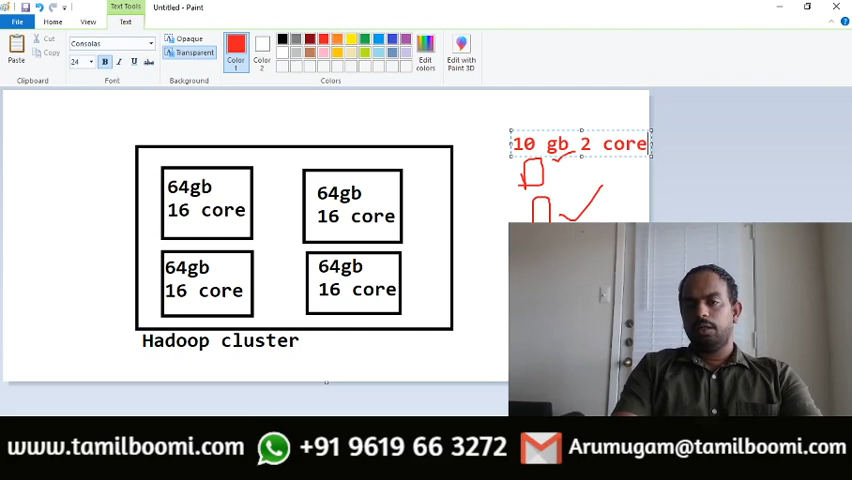 Text Tools
Untitled - Paint
File
Home
View
Text
Paste
Cut
Copy
Clipboard
Consolas
24
B I U abc
Font
Opaque
Transparent
Background
Color 1
Color 2
Edit colors
Colors
Edit with Paint 3D
10 gb 2 core
64gb
16 core
64gb
16 core
64gb
16 core
64gb
16 core
Hadoop cluster
www.tamilboomi.com
+91 9619 66 3272
Arumugam@tamilboomi.com